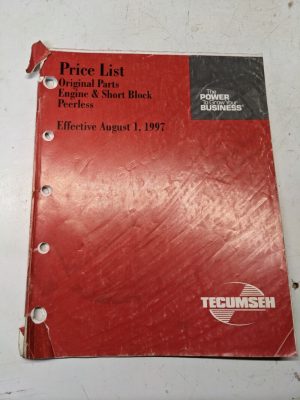 Price List
Original Parts
Engine & Short Block
Peerless
Effective August 1, 1997
The
POWER
To Grow Your
BUSINESS
TECUMSEH